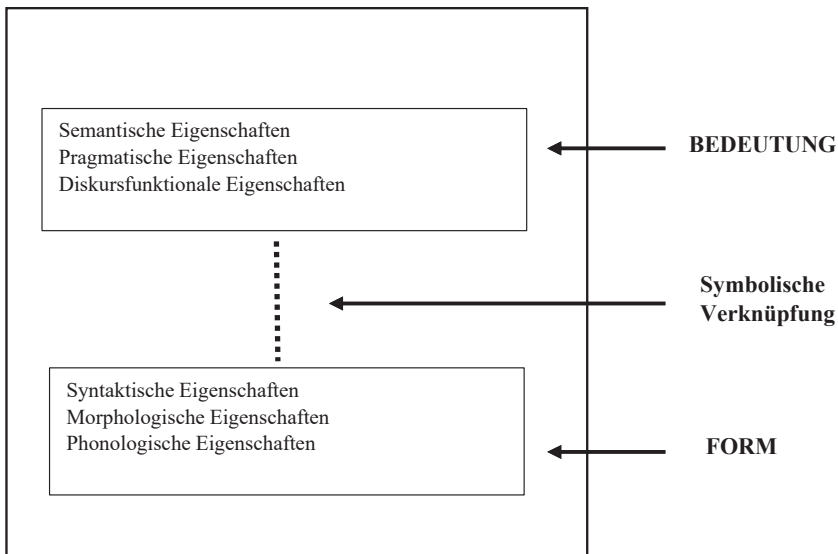 Semantische Eigenschaften
Pragmatische Eigenschaften
Diskursfunktionale Eigenschaften
BEDEUTUNG
Symbolische
Verknüpfung
Syntaktische Eigenschaften
Morphologische Eigenschaften
Phonologische Eigenschaften
FORM